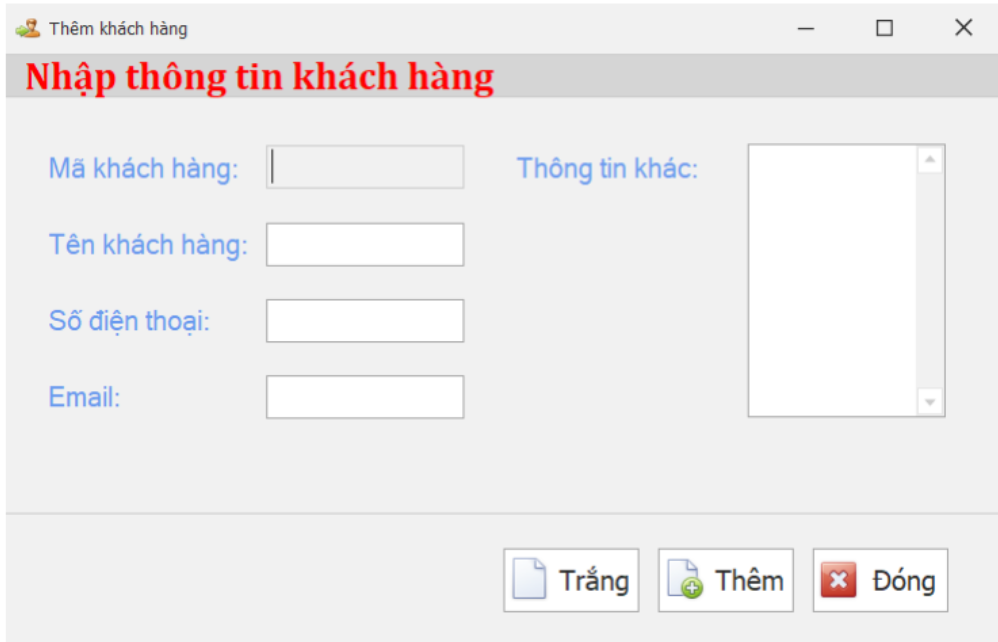 Thêm khách hàng
Nhập thông tin khách hàng
Mã khách hàng:
Thông tin khác:
Tên khách hàng:
Số điện thoại:
Email:
Trắng
Thêm
Đóng